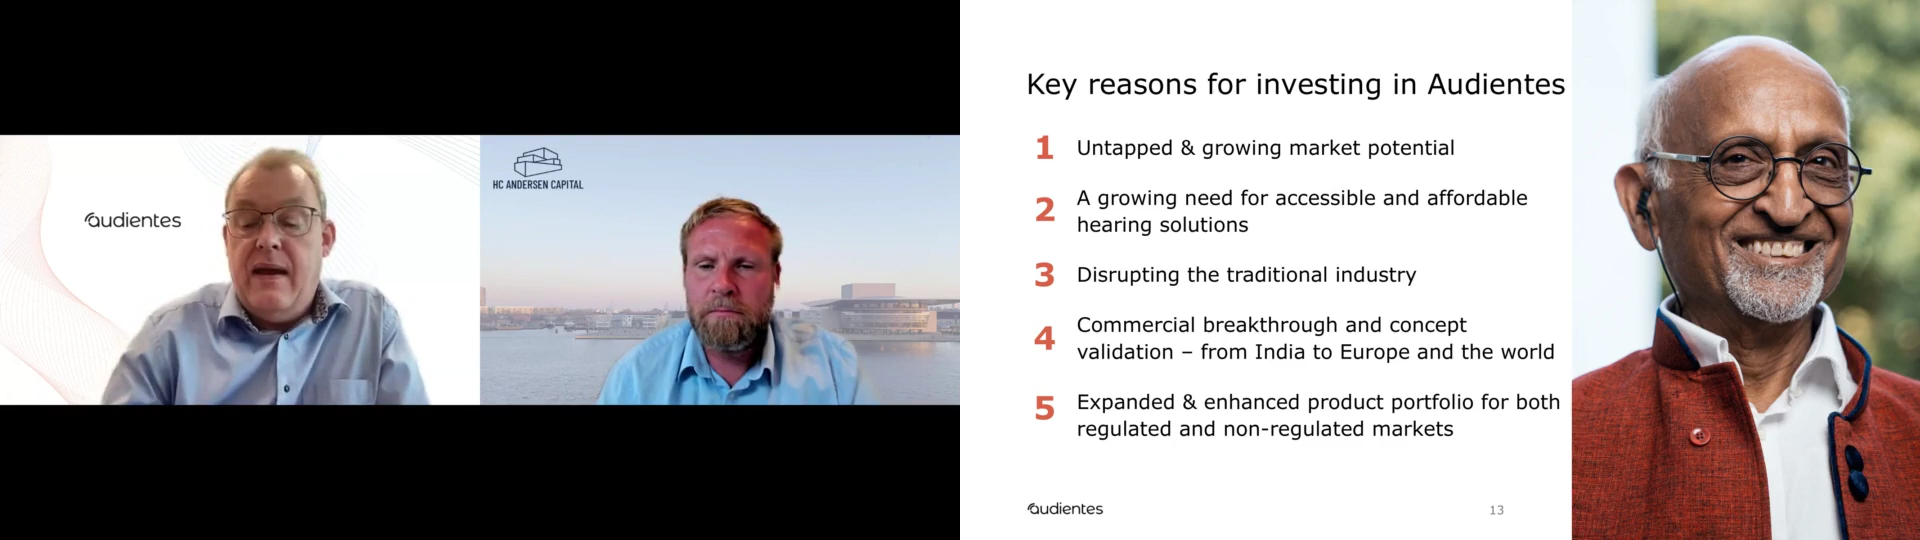 audientes
HC ANDERSEN CAPITAL
Key reasons for investing in Audientes
1 Untapped & growing market potential
2 A growing need for accessible and affordable
hearing solutions
3 Disrupting the traditional industry
4 Commercial breakthrough and concept
validation – from India to Europe and the world
5 Expanded & enhanced product portfolio for both
regulated and non-regulated markets
audientes
13